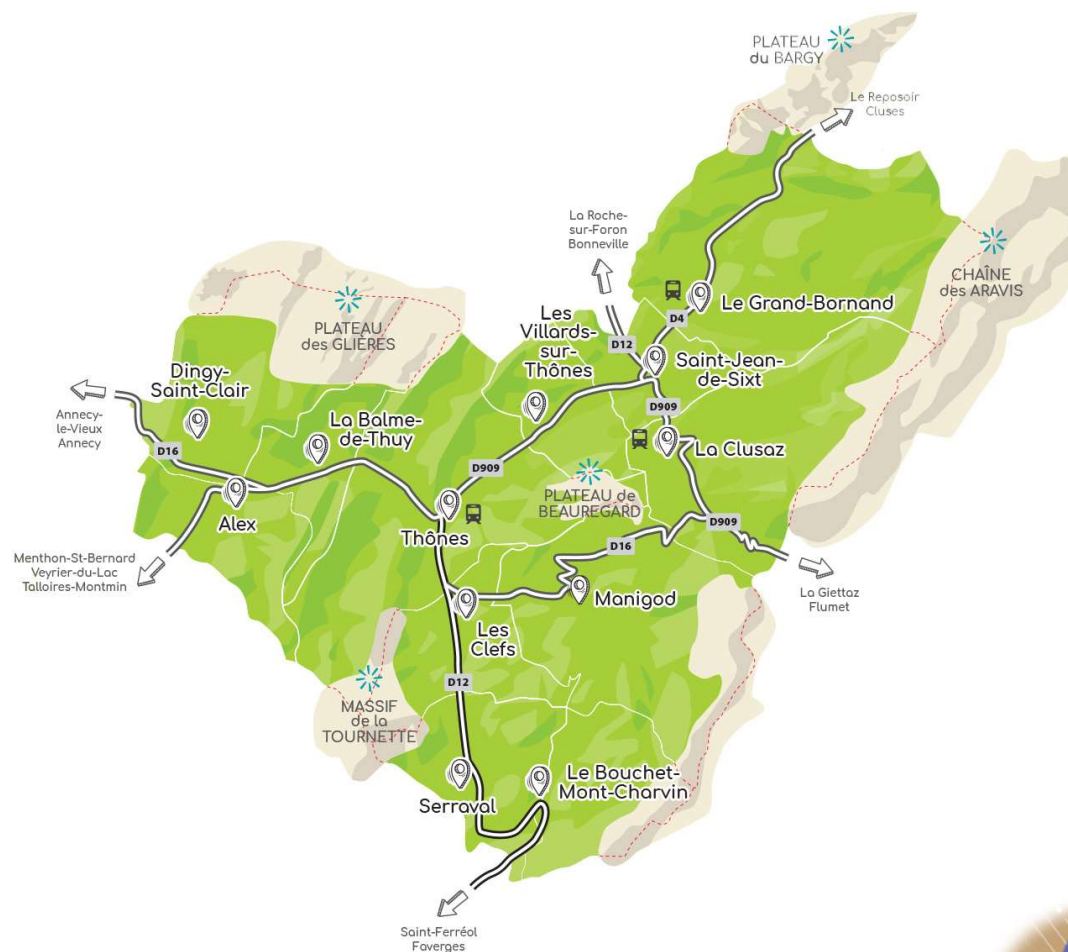 PLATEAU
du BARGY
Le Reposoir
Cluses
La Roche-
sur-Foron
Bonneville
CHAÎNE
des ARAVIS
Le Grand-Bornand
D4
PLATEAU
des GLIÈRES
Les
Villards-
sur-
Thônes
D12
Saint-Jean-
de-Sixt
Dingy-
Saint-Clair
D909
Annecy-
le-Vieux
Annecy
La Balme-
de-Thuy
La Clusaz
D16
D909
PLATEAU de
BEAUREGARD
Alex
Thônes
D909
D16
Menthon-St-Bernard
Veyrier-du-Lac
Talloires-Montmin
Manigod
La Giettaz
Flumet
Les
Clefs
D12
MASSIF
de la
TOURNETTE
Le Bouchet-
Mont-Charvin
Serraval
Saint-Ferréol
Faverges